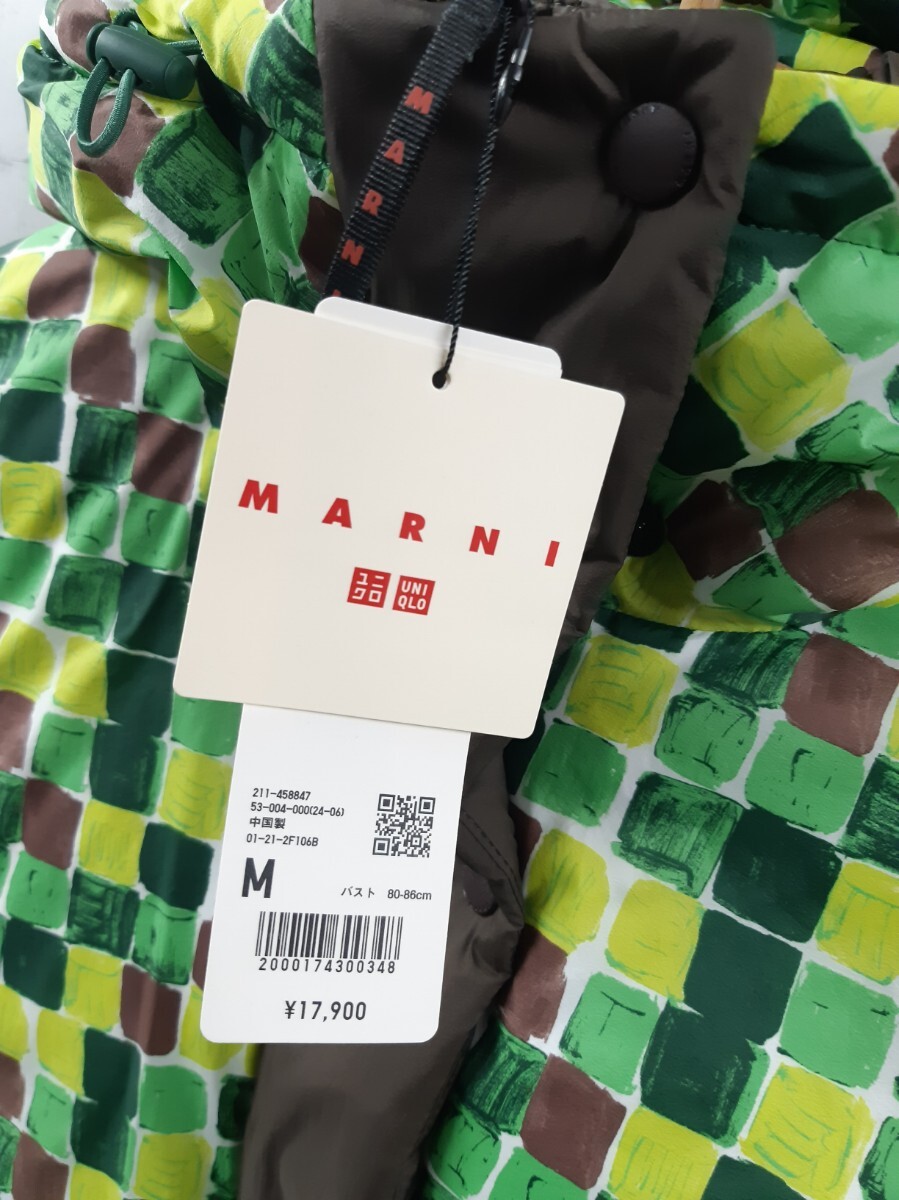 MARNI
MARNI
ユニクロ
UNIQLO
211-458847
53-004-000(24-06)
中国製
01-21-2F106B
M
バスト 80-86cm
2000174300348
¥17,900